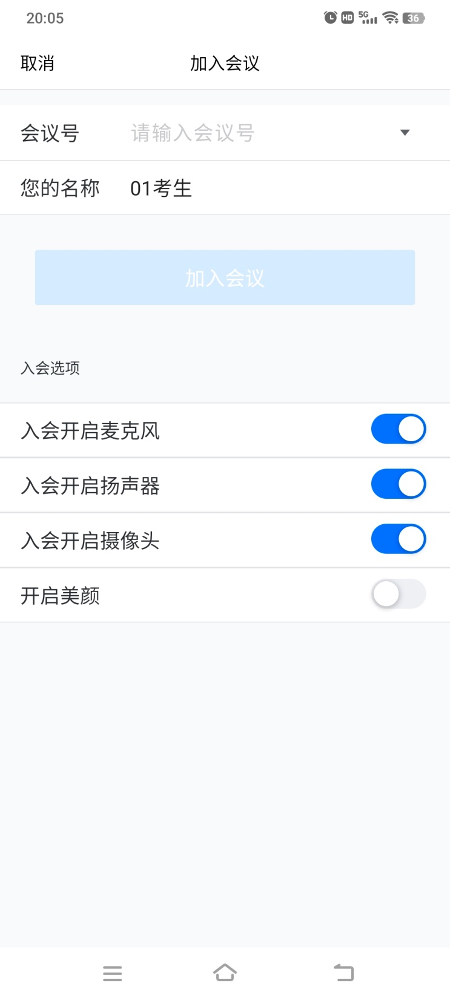 20:05 HD 5G 36
取消 加入会议
会议号 请输入会议号
您的名称 01考生
加入会议
入会选项
入会开启麦克风
入会开启扬声器
入会开启摄像头
开启美颜